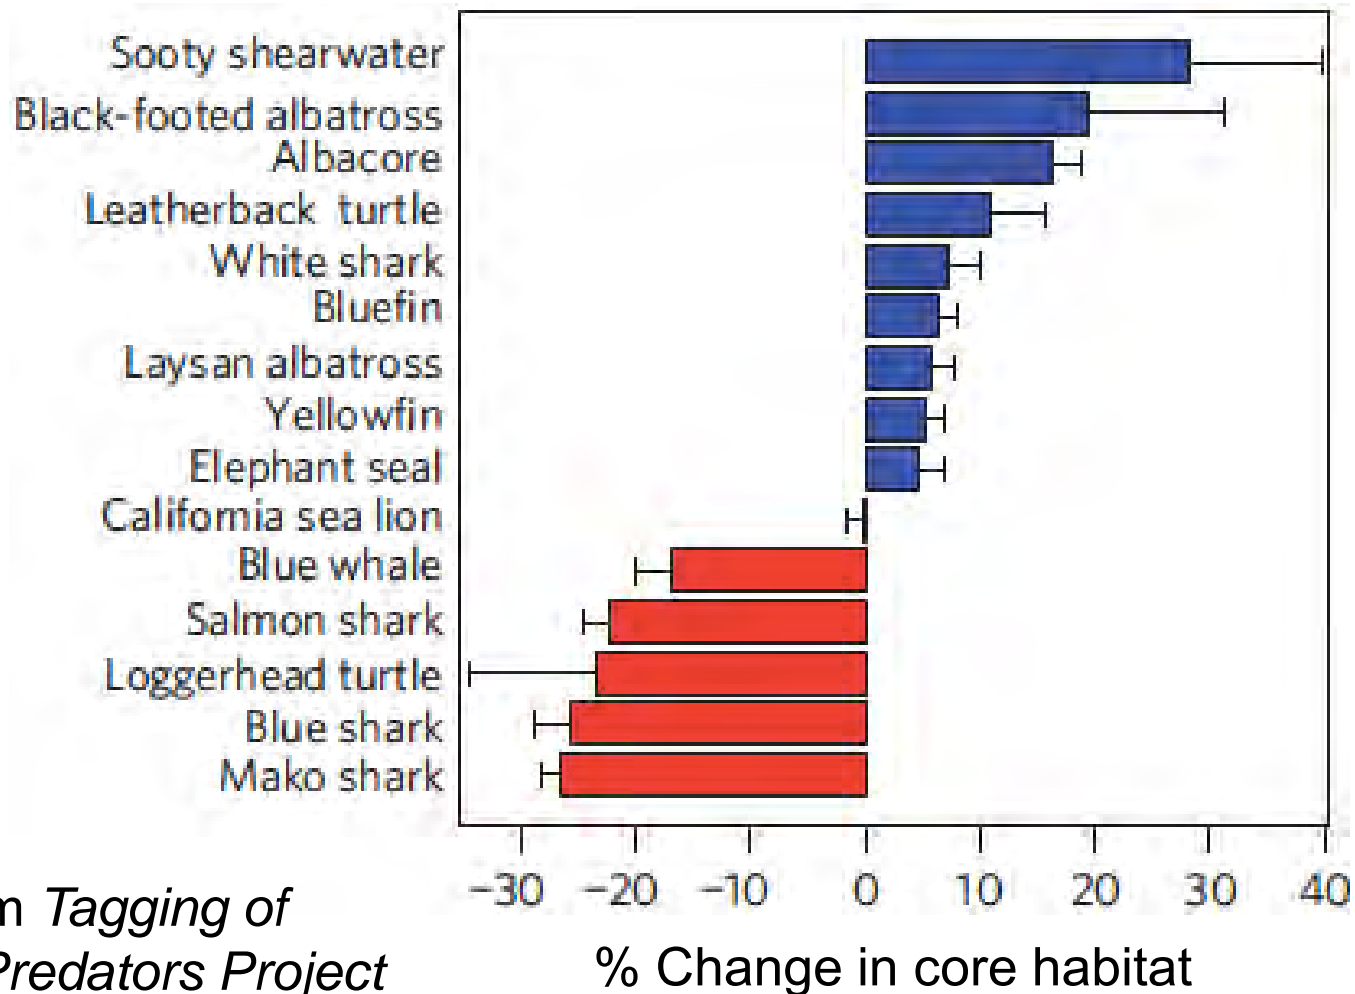 Sooty shearwater
Black-footed albatross
Albacore
Leatherback turtle
White shark
Bluefin
Laysan albatross
Yellowfin
Elephant seal
California sea lion
Blue whale
Salmon shark
Loggerhead turtle
Blue shark
Mako shark
−30 −20 −10 0 10 20 30 40
% Change in core habitat
m Tagging of
Predators Project